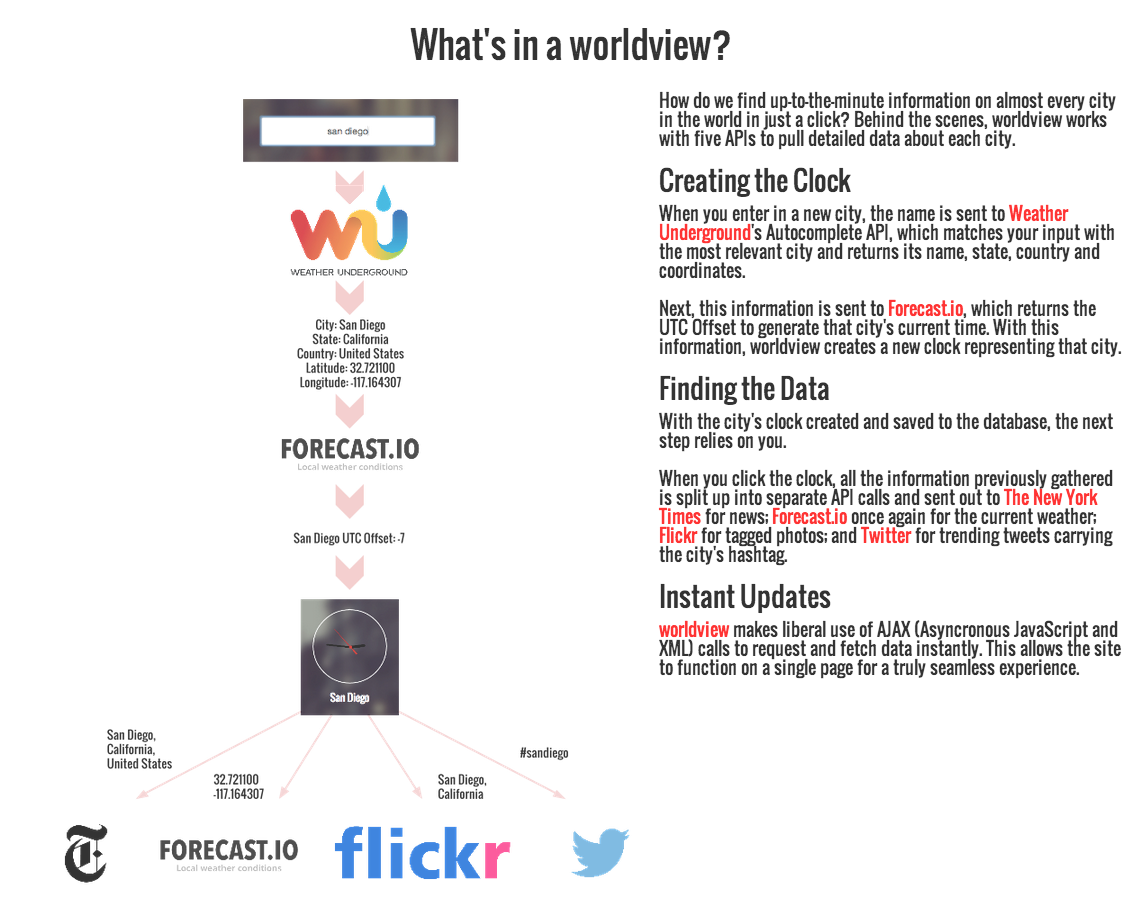 What's in a worldview?
san diego
WEATHER UNDERGROUND
City: San Diego
State: California
Country: United States
Latitude: 32.721100
Longitude: -117.164307
FORECAST.IO
Local weather conditions
San Diego UTC Offset: -7
San Diego
San Diego,
California,
United States
32.721100
-117.164307
San Diego,
California
#sandiego
T
FORECAST.IO
Local weather conditions
flickr
How do we find up-to-the-minute information on almost every city
in the world in just a click? Behind the scenes, worldview works
with five APIs to pull detailed data about each city.
Creating the Clock
When you enter in a new city, the name is sent to Weather
Underground's Autocomplete API, which matches your input with
the most relevant city and returns its name, state, country and
coordinates.
Next, this information is sent to Forecast.io, which returns the
UTC Offset to generate that city's current time. With this
information, worldview creates a new clock representing that city.
Finding the Data
With the city's clock created and saved to the database, the next
step relies on you.
When you click the clock, all the information previously gathered
is split up into separate API calls and sent out to The New York
Times for news; Forecast.io once again for the current weather;
Flickr for tagged photos; and Twitter for trending tweets carrying
the city's hashtag.
Instant Updates
worldview makes liberal use of AJAX (Asyncronous JavaScript and
XML) calls to request and fetch data instantly. This allows the site
to function on a single page for a truly seamless experience.